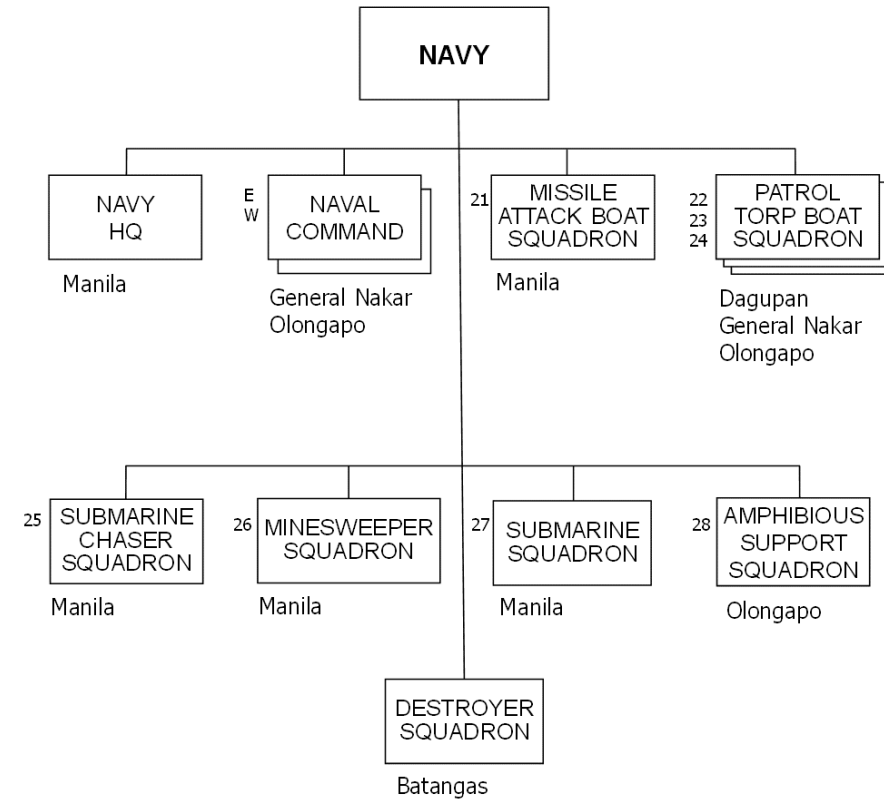 NAVY
NAVY
HQ
Manila
E
W
NAVAL
COMMAND
General Nakar
Olongapo
21
MISSILE
ATTACK BOAT
SQUADRON
Manila
22
23
24
PATROL
TORP BOAT
SQUADRON
Dagupan
General Nakar
Olongapo
25
SUBMARINE
CHASER
SQUADRON
Manila
26
MINESWEEPER
SQUADRON
Manila
27
SUBMARINE
SQUADRON
Manila
28
AMPHIBIOUS
SUPPORT
SQUADRON
Olongapo
DESTROYER
SQUADRON
Batangas